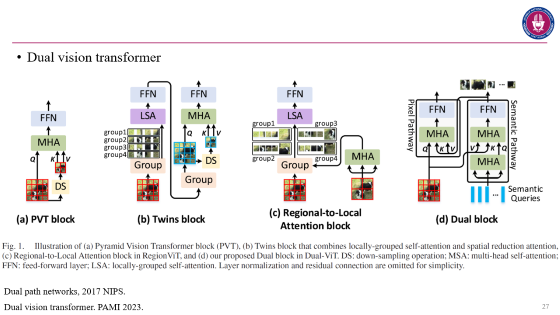 • Dual vision transformer
FFN
MHA
Q
K
V
DS
(a) PVT block
FFN
LSA
group1
group2
group3
group4
Group
FFN
MHA
Q
K
V
DS
Group
(b) Twins block
FFN
LSA
group1
group3
group2
group4
Group
MHA
(c) Regional-to-Local
Attention block
Pixel Pathway
FFN
MHA
Q
K
V
FFN
MHA
V
K
Q
MHA
Semantic Pathway
...
Semantic
Queries
(d) Dual block
Fig. 1. Illustration of (a) Pyramid Vision Transformer block (PVT), (b) Twins block that combines locally-grouped self-attention and spatial reduction attention,
(c) Regional-to-Local Attention block in RegionViT, and (d) our proposed Dual block in Dual-ViT. DS: down-sampling operation; MSA: multi-head self-attention;
FFN: feed-forward layer; LSA: locally-grouped self-attention. Layer normalization and residual connection are omitted for simplicity.
Dual path networks, 2017 NIPS.
Dual vision transformer. PAMI 2023.
27